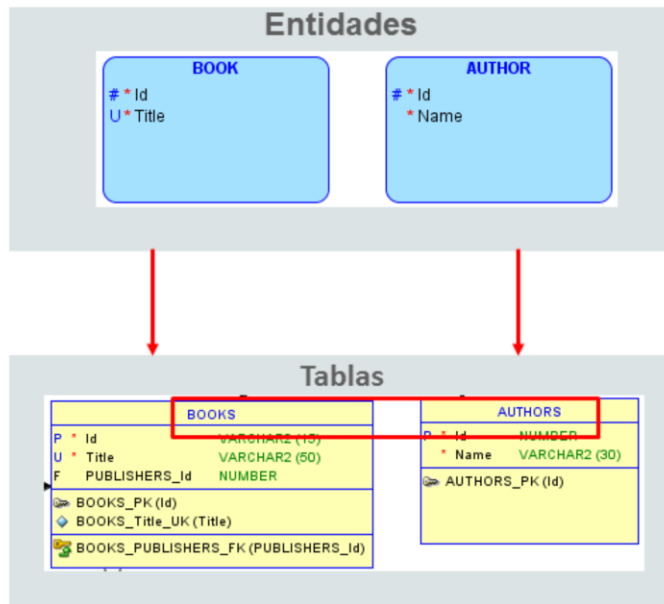 Entidades
BOOK
# * Id
U * Title
AUTHOR
# * Id
* Name
Tablas
BOOKS
P * Id VARCHAR2 (15)
U * Title VARCHAR2 (50)
F PUBLISHERS_Id NUMBER
BOOKS_PK (Id)
BOOKS_Title_UK (Title)
BOOKS_PUBLISHERS_FK (PUBLISHERS_Id)
AUTHORS
P * Id NUMBER
* Name VARCHAR2 (30)
AUTHORS_PK (Id)